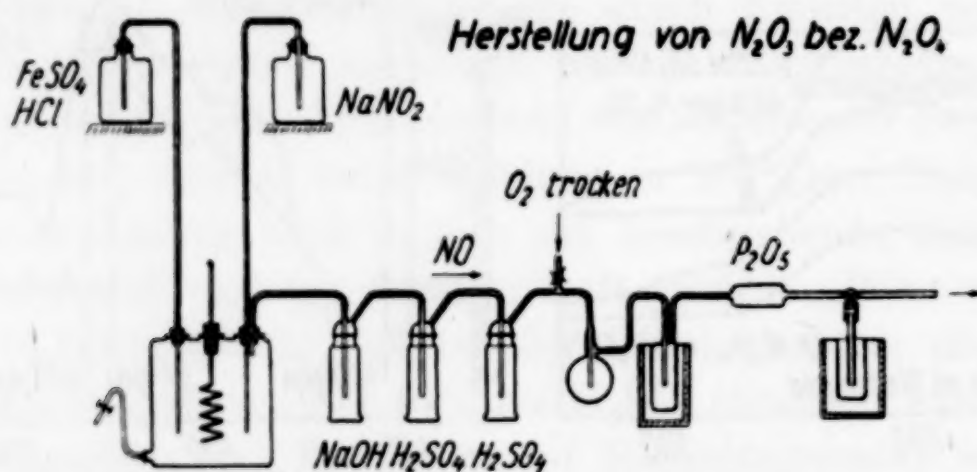 Herstellung von N₂O₃ bez. N₂O₄
FeSO₄
HCl
NaNO₂
O₂ trocken
NO
P₂O₅
NaOH H₂SO₄ H₂SO₄